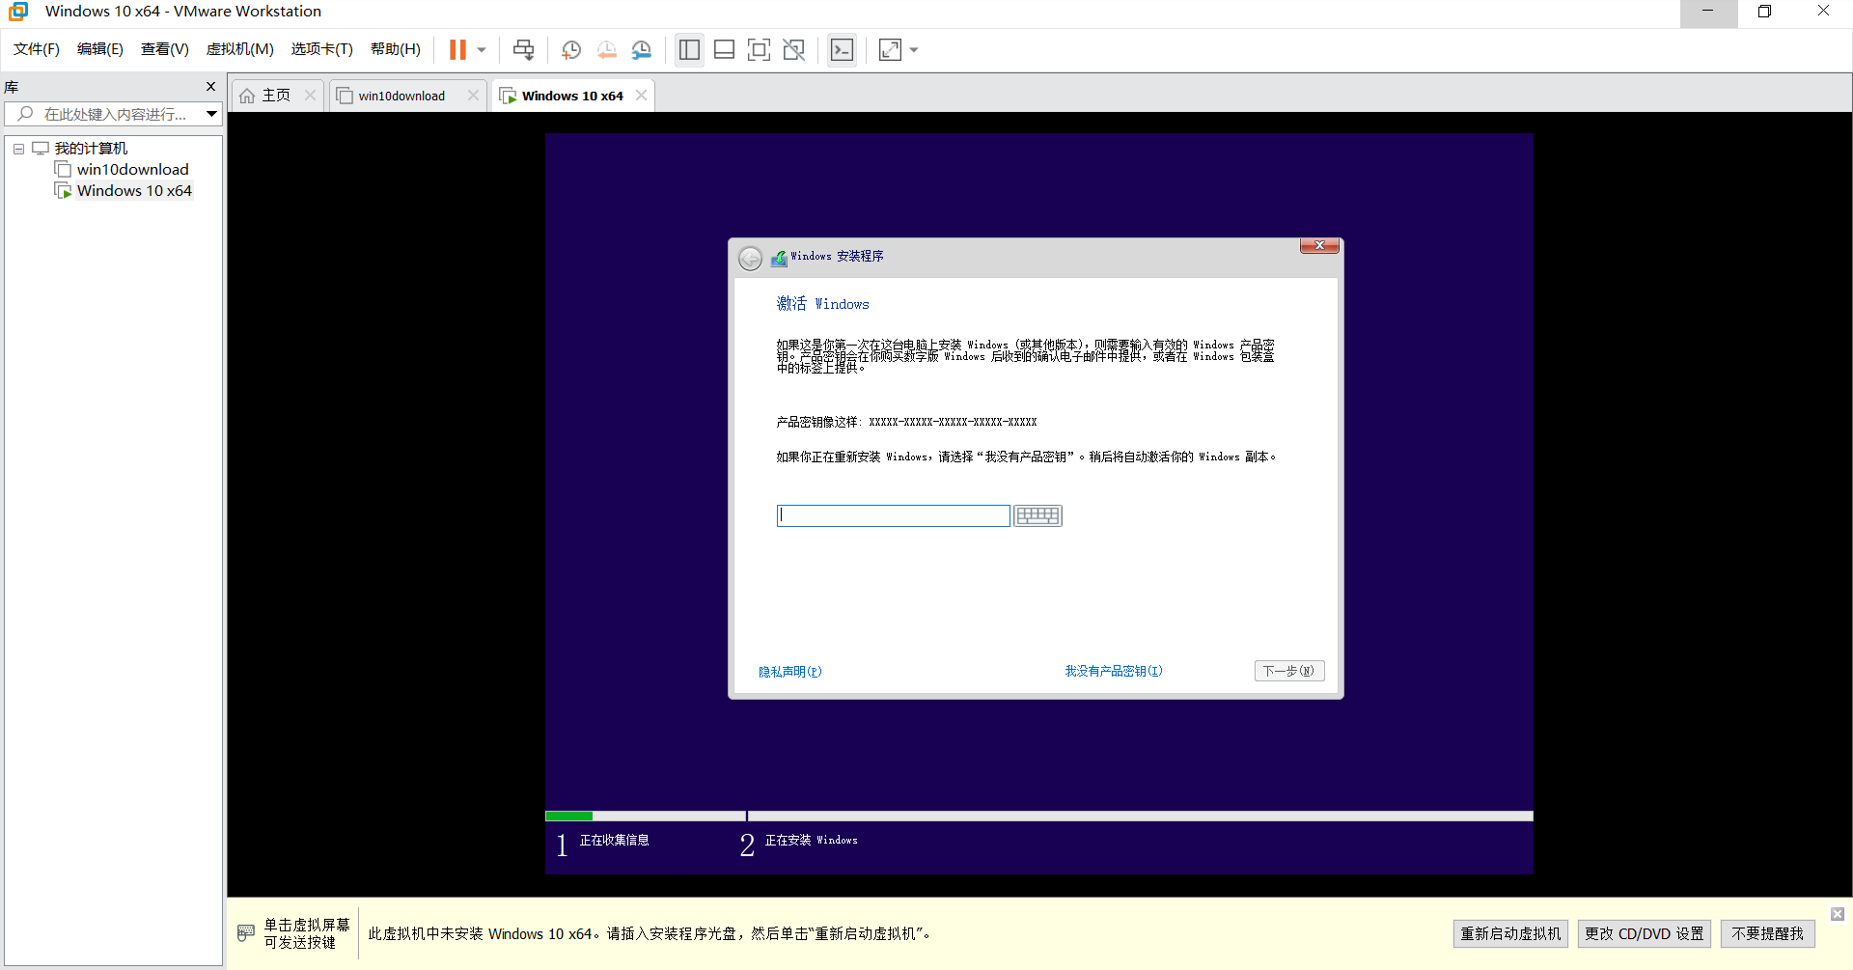 Windows 10 x64 - VMware Workstation
文件(F) 编辑(E) 查看(V) 虚拟机(M) 选项卡(T) 帮助(H)
库
在此处键入内容进行...
我的计算机
win10download
Windows 10 x64
主页 win10download Windows 10 x64
Windows 安装程序
激活 Windows
如果这是你第一次在这台电脑上安装 Windows (或其他版本)，则需要输入有效的 Windows 产品密
钥。产品密钥会在你购买数字版 Windows 后收到的确认电子邮件中提供，或者在 Windows 包装盒
中的标签上提供。
产品密钥像这样: XXXXX-XXXXX-XXXXX-XXXXX-XXXXX
如果你正在重新安装 Windows，请选择“我没有产品密钥”。稍后将自动激活你的 Windows 副本。
隐私声明(P) 我没有产品密钥(I) 下一步(N)
1 正在收集信息 2 正在安装 Windows
单击虚拟屏幕
可发送按键
此虚拟机中未安装 Windows 10 x64。请插入安装程序光盘，然后单击“重新启动虚拟机”。
重新启动虚拟机 更改 CD/DVD 设置 不要提醒我